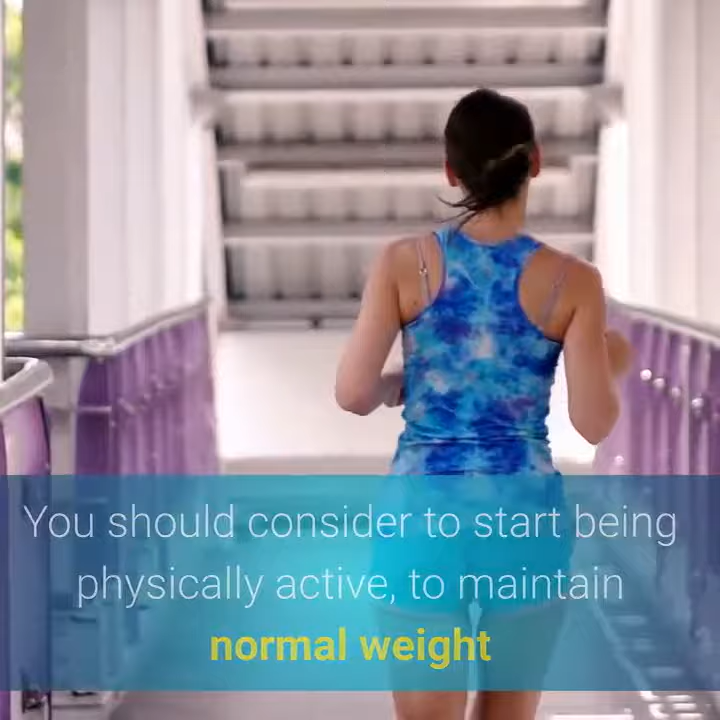 You should consider to start being
physically active, to maintain
normal weight